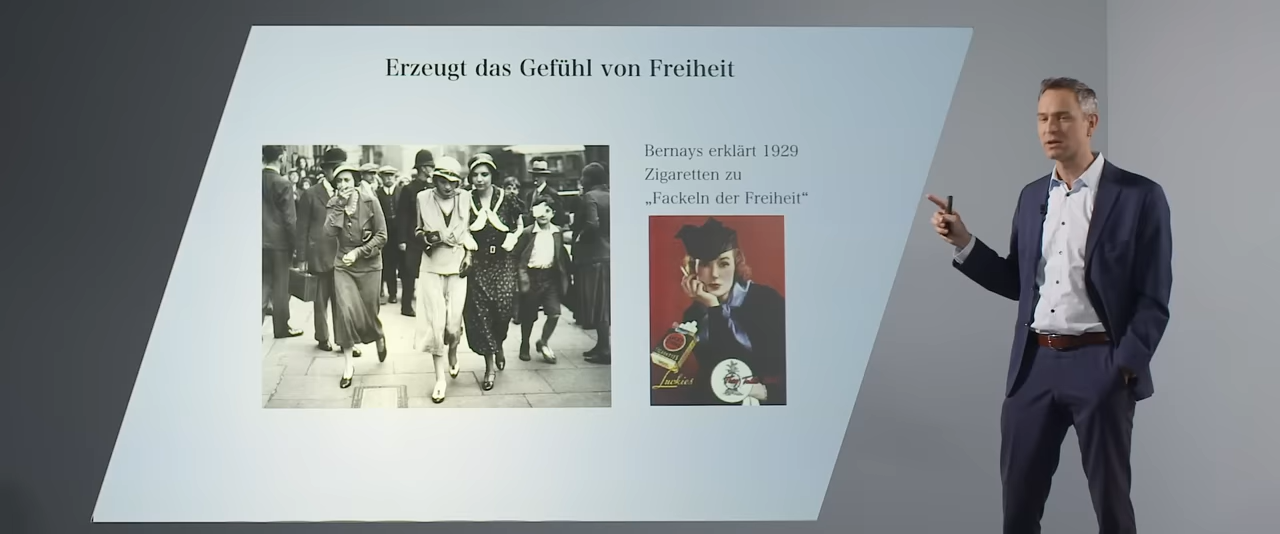 Erzeugt das Gefühl von Freiheit
Bernays erklärt 1929
Zigaretten zu
„Fackeln der Freiheit“
Luckies